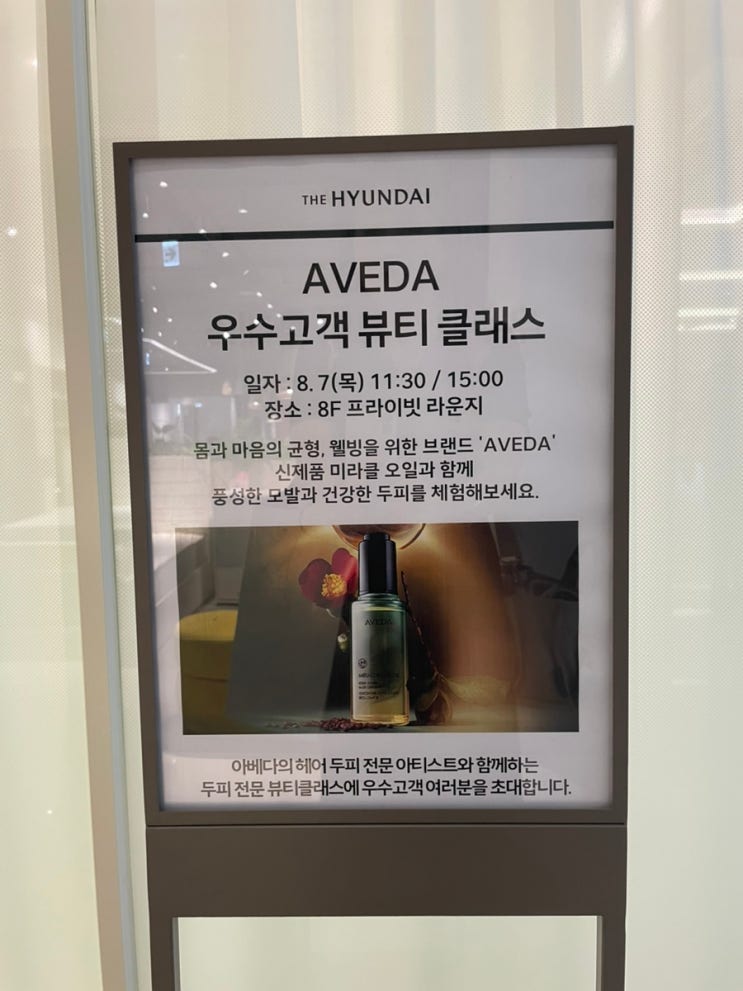 THE HYUNDAI
AVEDA
우수고객 뷰티 클래스
일자 : 8. 7(목) 11:30 / 15:00
장소 : 8F 프라이빗 라운지
몸과 마음의 균형, 웰빙을 위한 브랜드 'AVEDA'
신제품 미라클 오일과 함께
풍성한 모발과 건강한 두피를 체험해보세요.
AVEDA
아베다의 헤어 두피 전문 아티스트와 함께하는
두피 전문 뷰티클래스에 우수고객 여러분을 초대합니다.